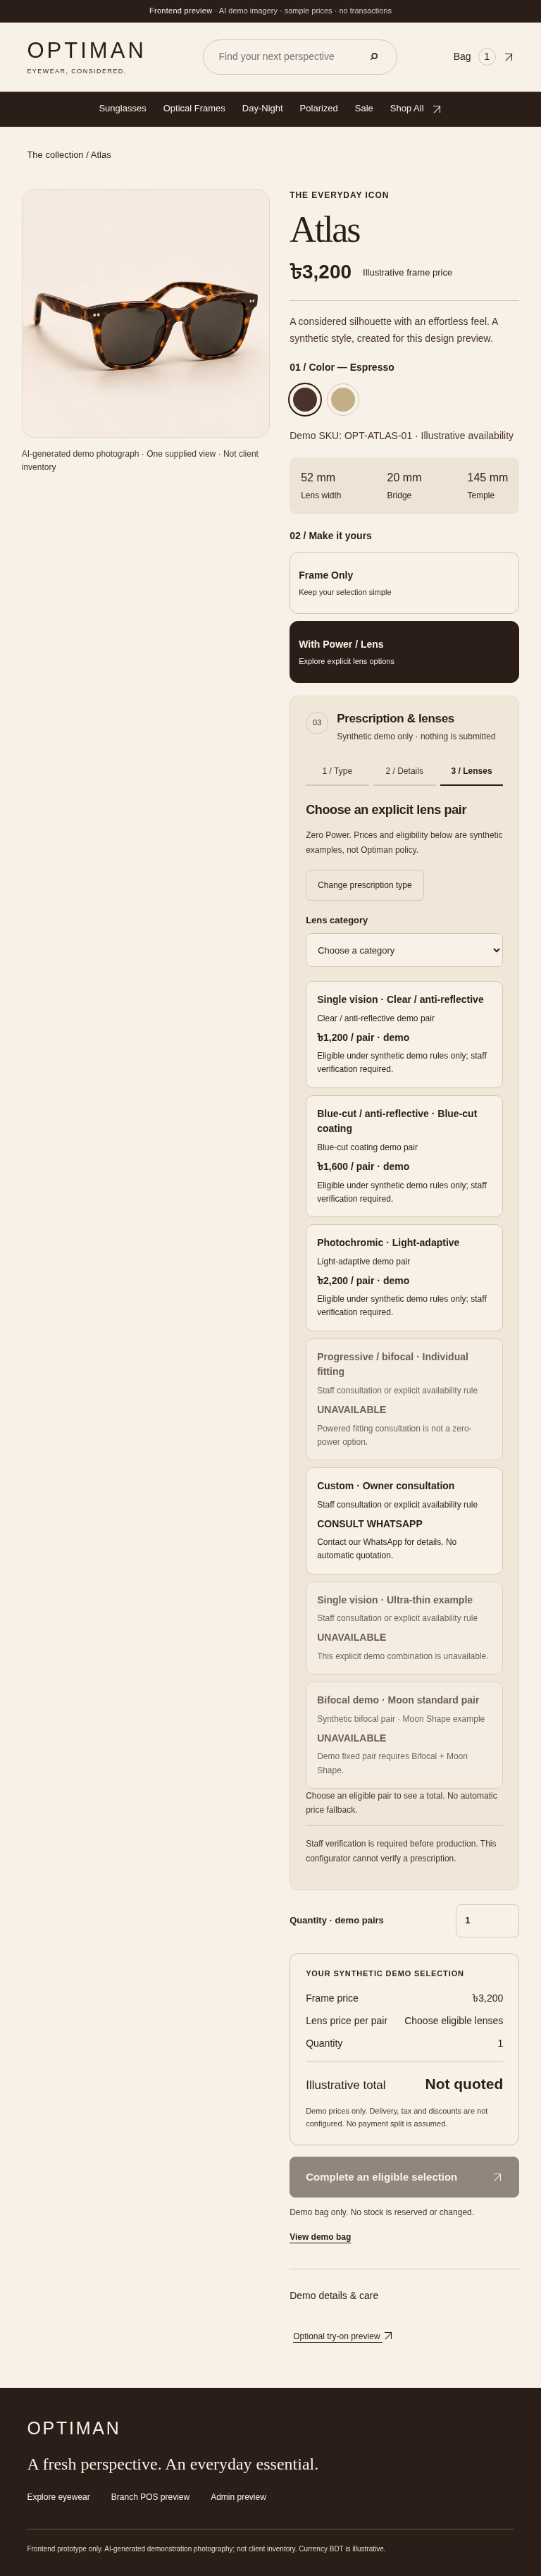 Frontend preview · AI demo imagery · sample prices · no transactions
OPTIMAN
EYEWEAR, CONSIDERED.
Find your next perspective
Bag 1
Sunglasses Optical Frames Day-Night Polarized Sale Shop All
The collection / Atlas
AI-generated demo photograph · One supplied view · Not client
inventory
THE EVERYDAY ICON
Atlas
৳3,200 Illustrative frame price
A considered silhouette with an effortless feel. A
synthetic style, created for this design preview.
01 / Color — Espresso
Demo SKU: OPT-ATLAS-01 · Illustrative availability
52 mm 20 mm 145 mm
Lens width Bridge Temple
02 / Make it yours
Frame Only
Keep your selection simple
With Power / Lens
Explore explicit lens options
03 Prescription & lenses
Synthetic demo only · nothing is submitted
1 / Type 2 / Details 3 / Lenses
Choose an explicit lens pair
Zero Power. Prices and eligibility below are synthetic
examples, not Optiman policy.
Change prescription type
Lens category
Choose a category
Single vision · Clear / anti-reflective
Clear / anti-reflective demo pair
৳1,200 / pair · demo
Eligible under synthetic demo rules only; staff
verification required.
Blue-cut / anti-reflective · Blue-cut
coating
Blue-cut coating demo pair
৳1,600 / pair · demo
Eligible under synthetic demo rules only; staff
verification required.
Photochromic · Light-adaptive
Light-adaptive demo pair
৳2,200 / pair · demo
Eligible under synthetic demo rules only; staff
verification required.
Progressive / bifocal · Individual
fitting
Staff consultation or explicit availability rule
UNAVAILABLE
Powered fitting consultation is not a zero-
power option.
Custom · Owner consultation
Staff consultation or explicit availability rule
CONSULT WHATSAPP
Contact our WhatsApp for details. No
automatic quotation.
Single vision · Ultra-thin example
Staff consultation or explicit availability rule
UNAVAILABLE
This explicit demo combination is unavailable.
Bifocal demo · Moon standard pair
Synthetic bifocal pair · Moon Shape example
UNAVAILABLE
Demo fixed pair requires Bifocal + Moon
Shape.
Choose an eligible pair to see a total. No automatic
price fallback.
Staff verification is required before production. This
configurator cannot verify a prescription.
Quantity · demo pairs 1
YOUR SYNTHETIC DEMO SELECTION
Frame price ৳3,200
Lens price per pair Choose eligible lenses
Quantity 1
Illustrative total Not quoted
Demo prices only. Delivery, tax and discounts are not
configured. No payment split is assumed.
Complete an eligible selection
Demo bag only. No stock is reserved or changed.
View demo bag
Demo details & care
Optional try-on preview
OPTIMAN
A fresh perspective. An everyday essential.
Explore eyewear Branch POS preview Admin preview
Frontend prototype only. AI-generated demonstration photography; not client inventory. Currency BDT is illustrative.